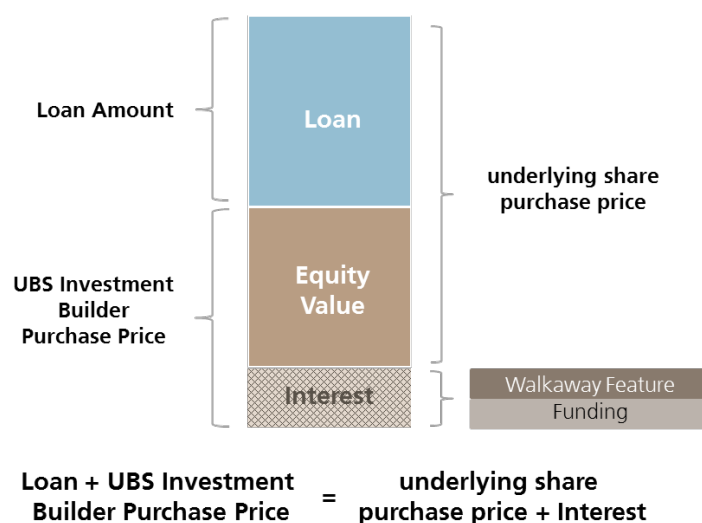 Loan Amount
Loan
underlying share
purchase price
UBS Investment
Builder
Purchase Price
Equity
Value
Interest
Walkaway Feature
Funding
Loan + UBS Investment
Builder Purchase Price
=
underlying share
purchase price + Interest